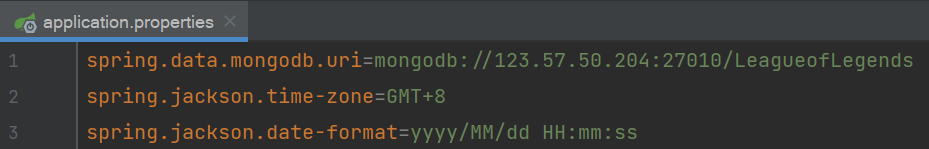 application.properties
1 spring.data.mongodb.uri=mongodb://123.57.50.204:27010/LeagueofLegends
2 spring.jackson.time-zone=GMT+8
3 spring.jackson.date-format=yyyy/MM/dd HH:mm:ss